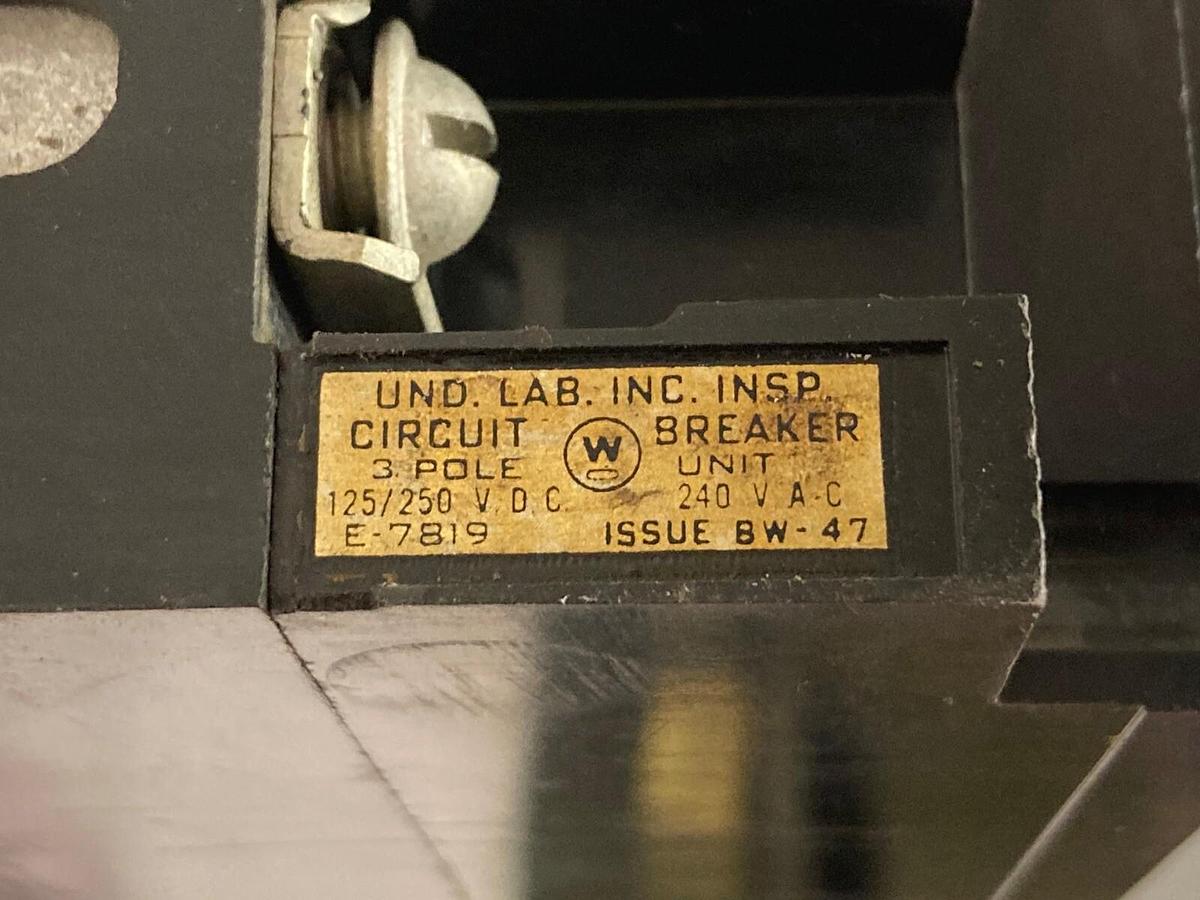 UND. LAB. INC. INSP.
CIRCUIT W BREAKER
3 POLE UNIT
125/250 V. D. C. 240 V A-C
E-7819 ISSUE BW-47